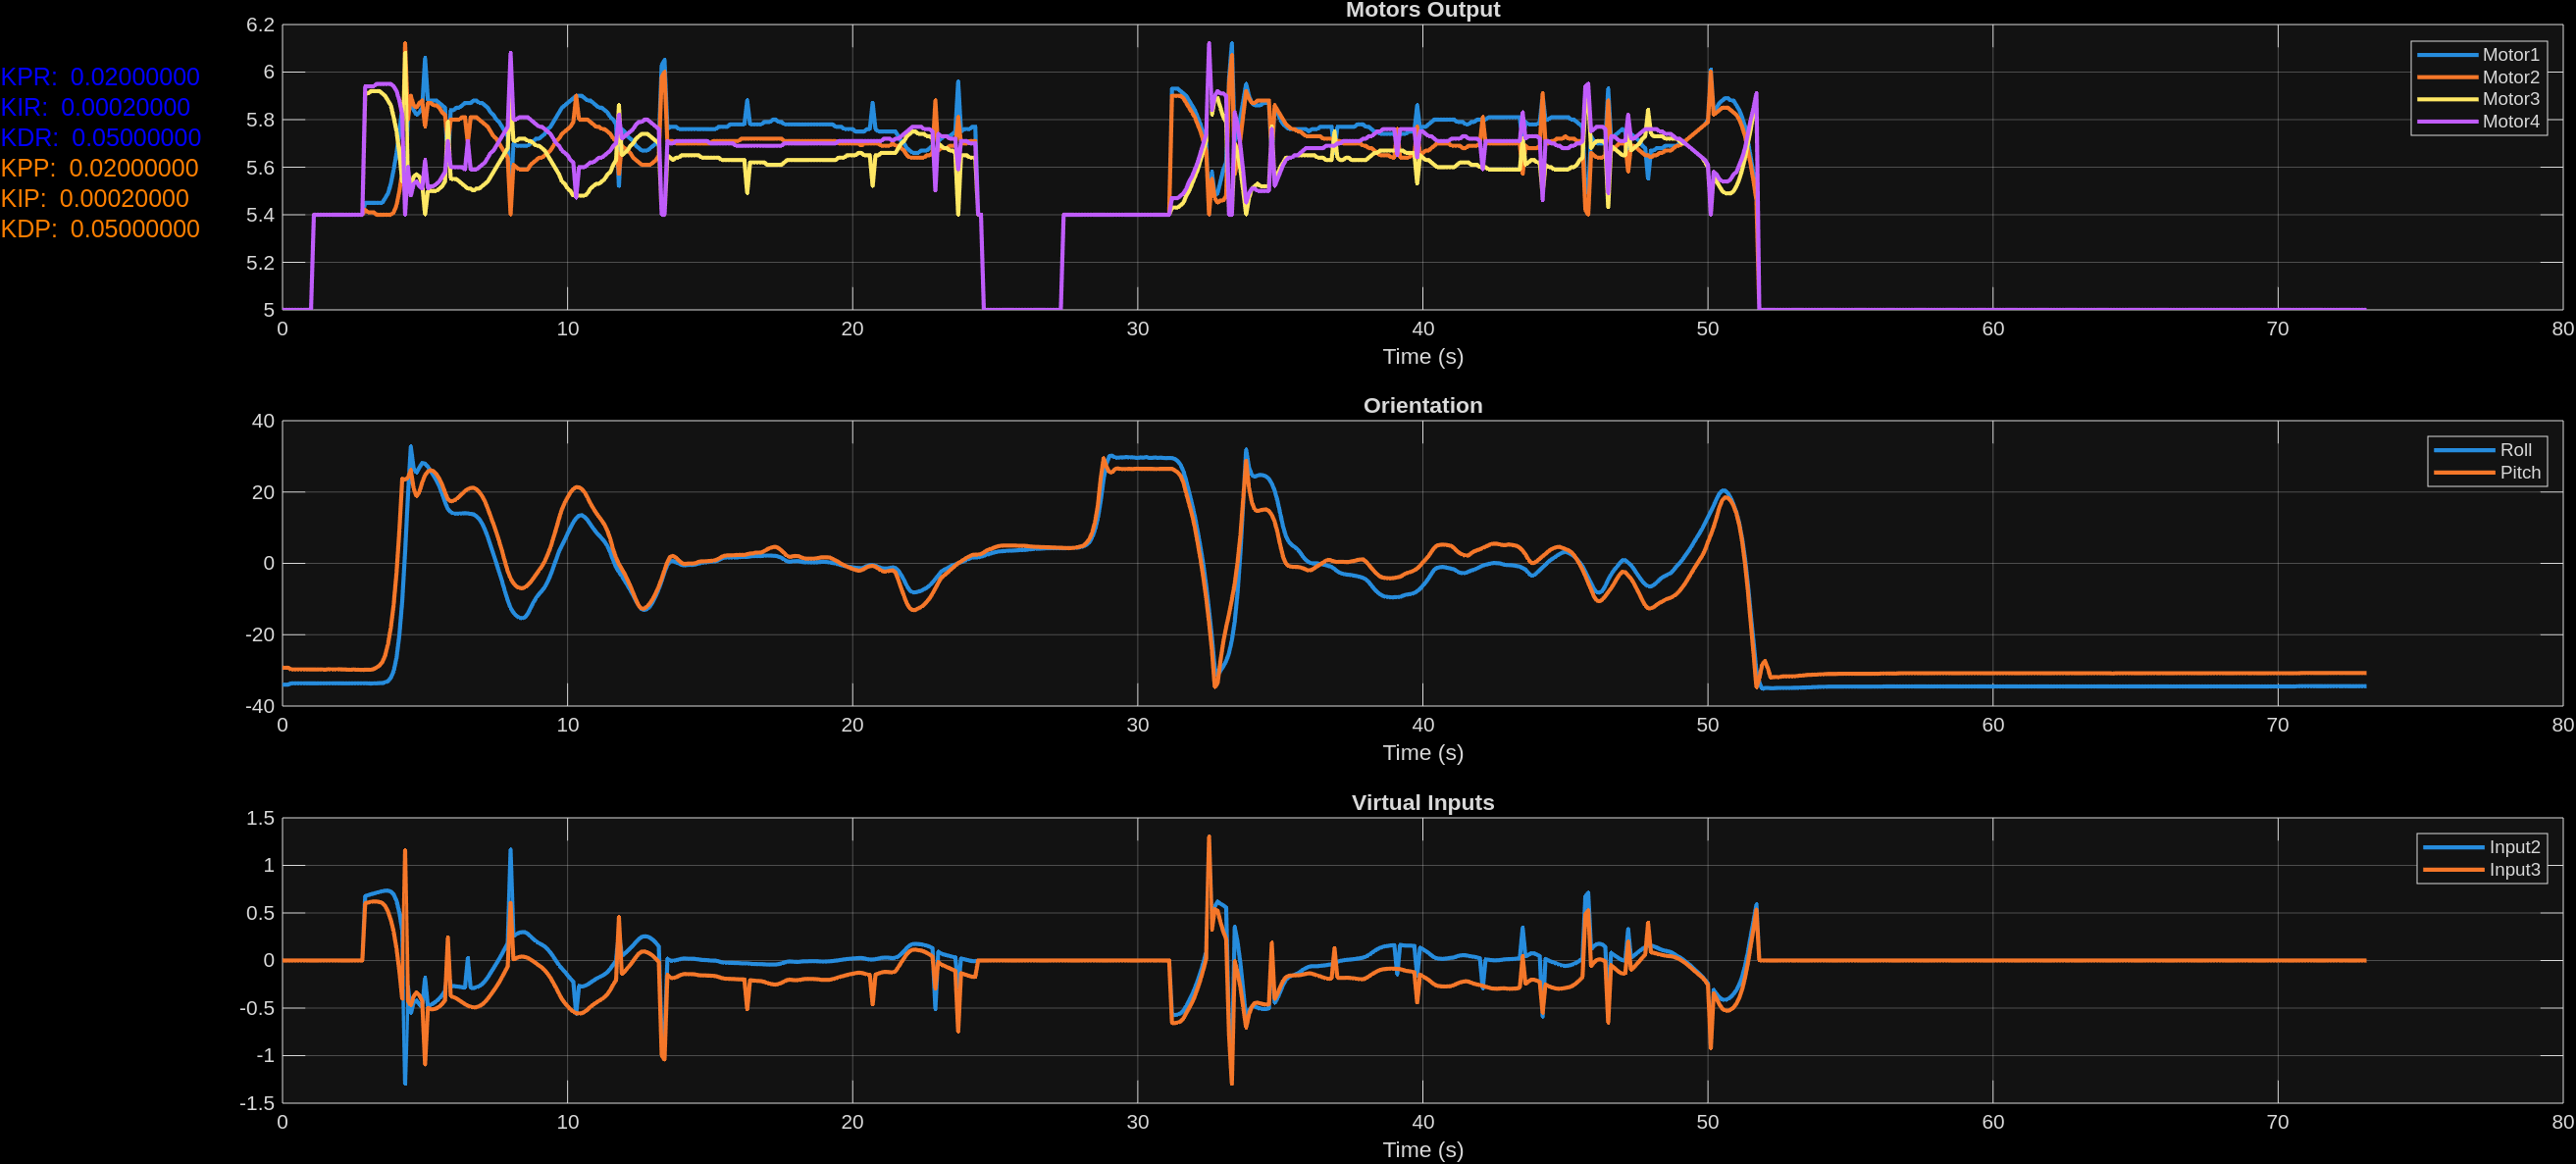 KPR: 0.02000000
KIR: 0.00020000
KDR: 0.05000000
KPP: 0.02000000
KIP: 0.00020000
KDP: 0.05000000
Motors Output
6.2
6
5.8
5.6
5.4
5.2
5
0 10 20 30 40 50 60 70 80
Time (s)
Motor1
Motor2
Motor3
Motor4
Orientation
40
20
0
-20
-40
0 10 20 30 40 50 60 70 80
Time (s)
Roll
Pitch
Virtual Inputs
1.5
1
0.5
0
-0.5
-1
-1.5
0 10 20 30 40 50 60 70 80
Time (s)
Input2
Input3